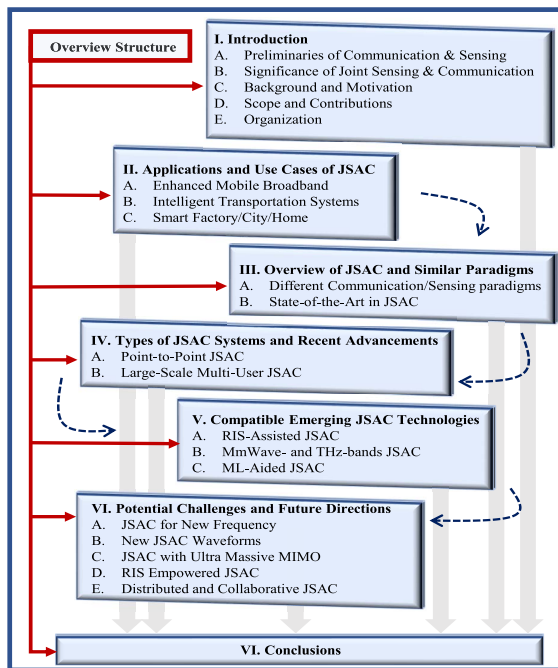 Overview Structure
I. Introduction
A. Preliminaries of Communication & Sensing
B. Significance of Joint Sensing & Communication
C. Background and Motivation
D. Scope and Contributions
E. Organization
II. Applications and Use Cases of JSAC
A. Enhanced Mobile Broadband
B. Intelligent Transportation Systems
C. Smart Factory/City/Home
III. Overview of JSAC and Similar Paradigms
A. Different Communication/Sensing paradigms
B. State-of-the-Art in JSAC
IV. Types of JSAC Systems and Recent Advancements
A. Point-to-Point JSAC
B. Large-Scale Multi-User JSAC
V. Compatible Emerging JSAC Technologies
A. RIS-Assisted JSAC
B. MmWave- and THz-bands JSAC
C. ML-Aided JSAC
VI. Potential Challenges and Future Directions
A. JSAC for New Frequency
B. New JSAC Waveforms
C. JSAC with Ultra Massive MIMO
D. RIS Empowered JSAC
E. Distributed and Collaborative JSAC
VI. Conclusions